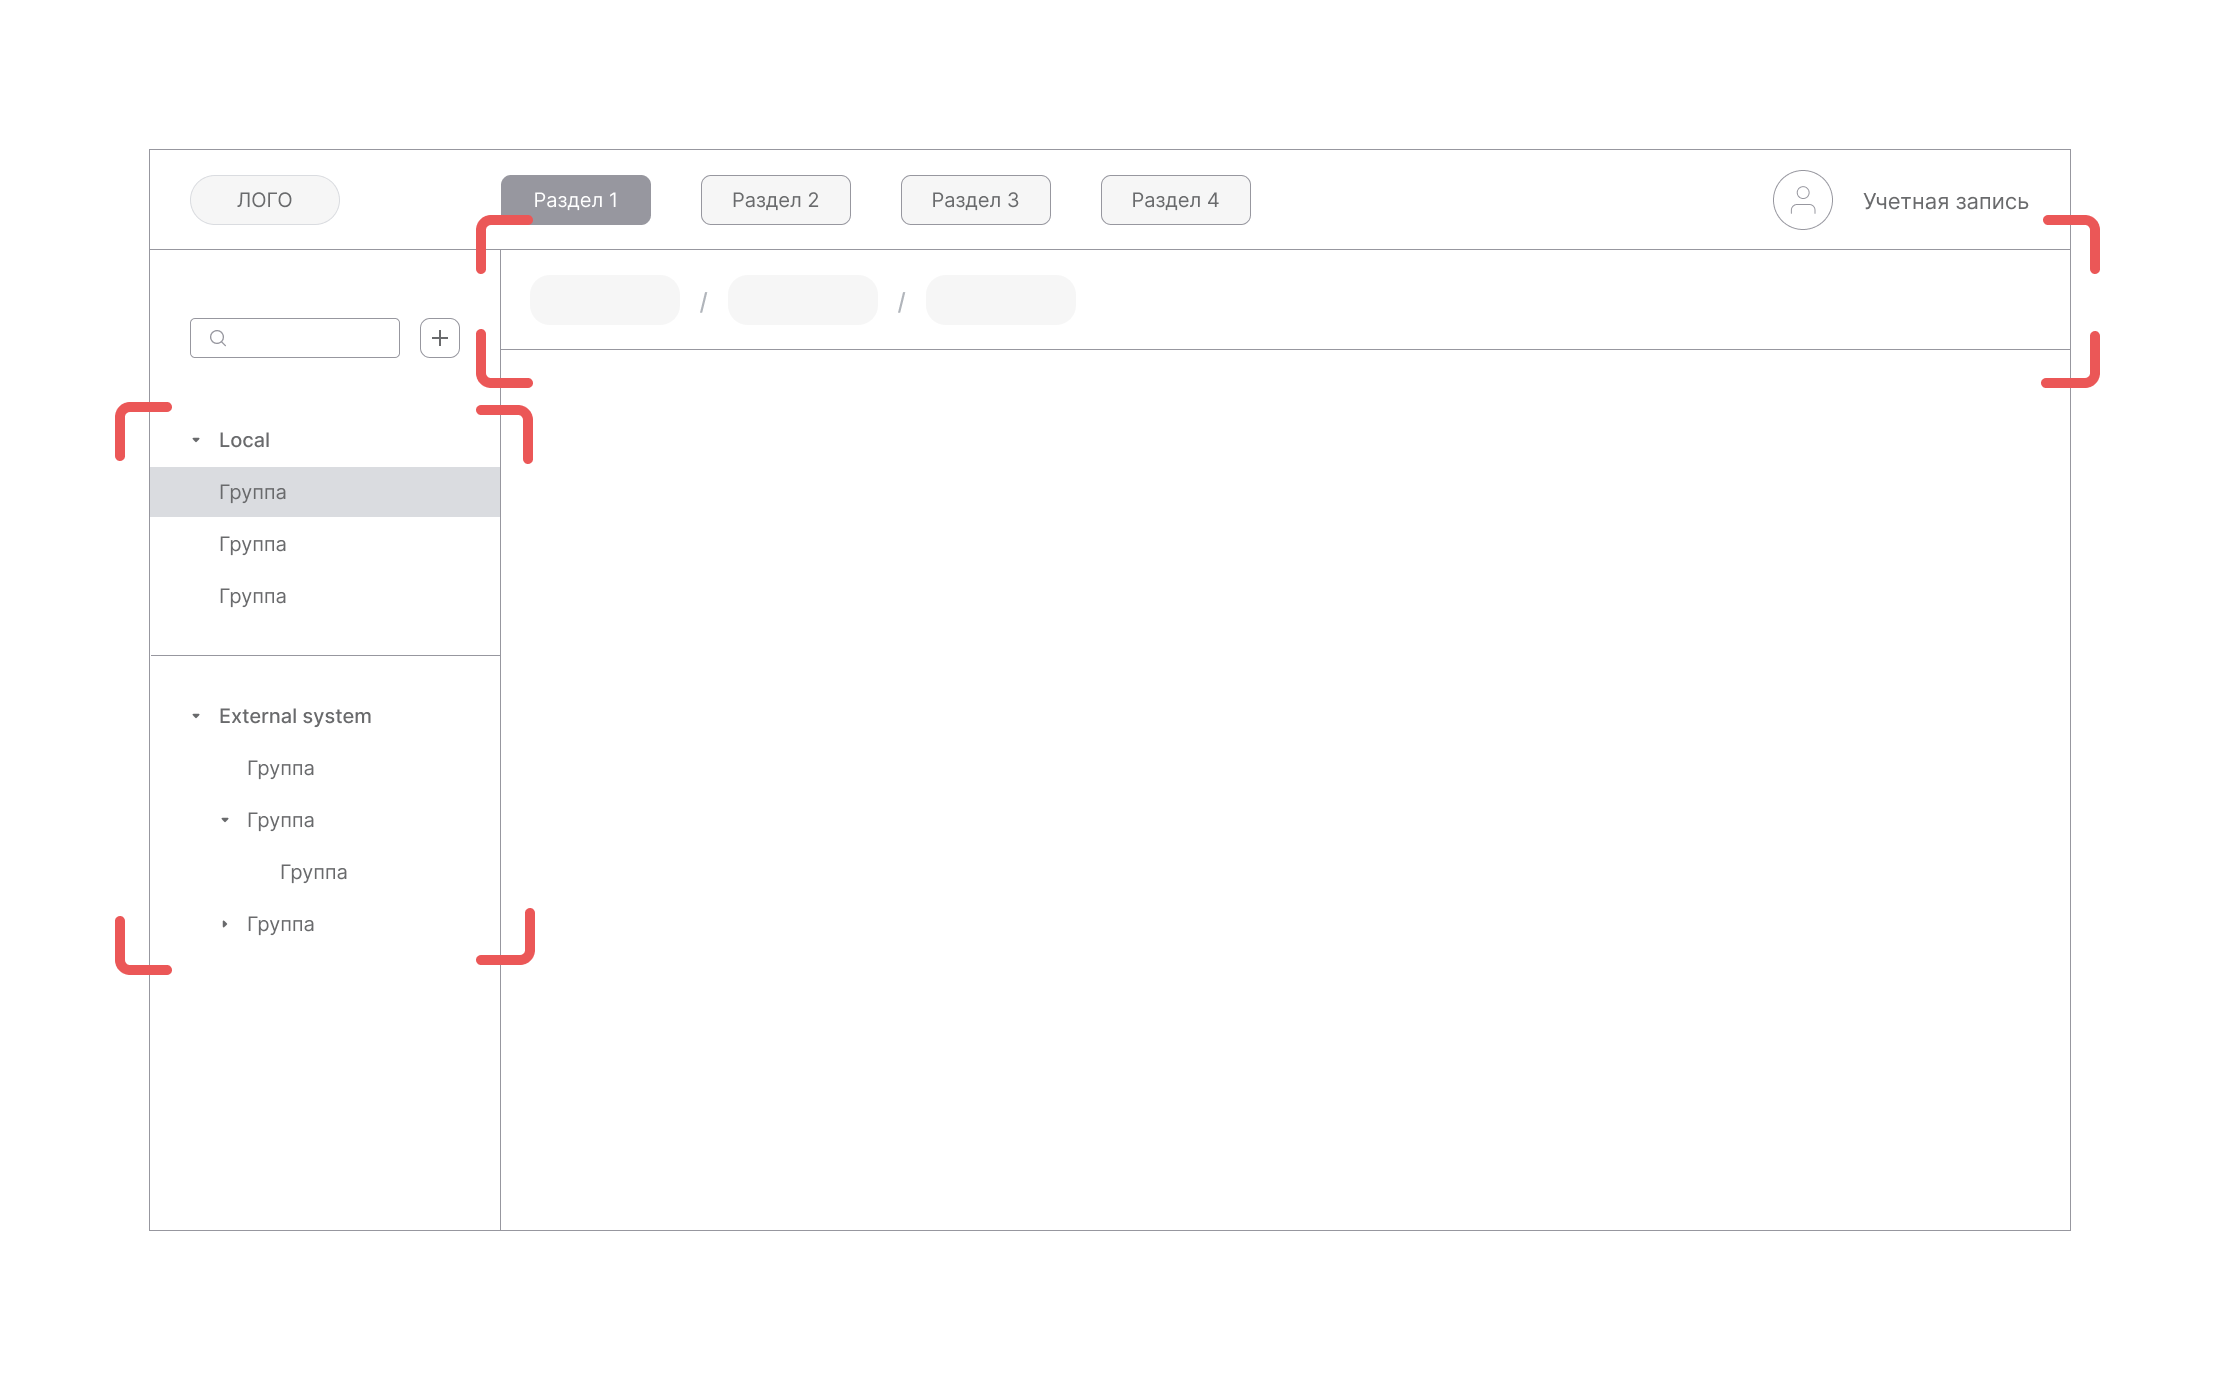 ЛОГО
Раздел 1
Раздел 2
Раздел 3
Раздел 4
Учетная запись
/
/
Local
Группа
Группа
Группа
External system
Группа
Группа
Группа
Группа